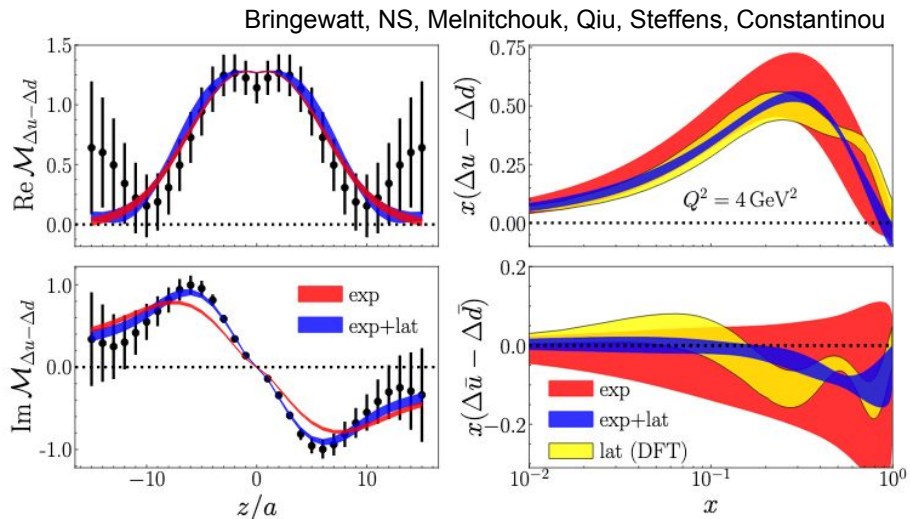 Bringewatt, NS, Melnitchouk, Qiu, Steffens, Constantinou
Re M_{Δu−Δd}
1.5
1.0
0.5
0.0
x(Δu − Δd)
0.75
0.50
0.25
0.00
Q² = 4 GeV²
Im M_{Δu−Δd}
1.0
0.0
-1.0
exp
exp+lat
−10
0
10
z/a
x(Δū − Δd̄)
0.2
0.0
−0.2
exp
exp+lat
lat (DFT)
10⁻²
10⁻¹
10⁰
x